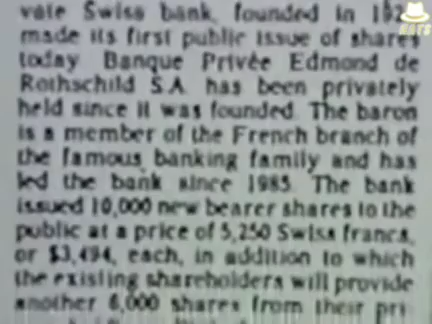 vate Swiss bank, founded in 192
made its first public issue of shares
today Banque Privée Edmond de
Rothschild S.A. has been privately
held since it was founded. The baron
is a member of the French branch of
the famous banking family and has
led the bank since 1985. The bank
issued 10,000 new bearer shares to the
public at a price of 5,250 Swiss francs,
or $3,494, each, in addition to which
the existing shareholders will provide
another 6,000 shares from their pri-